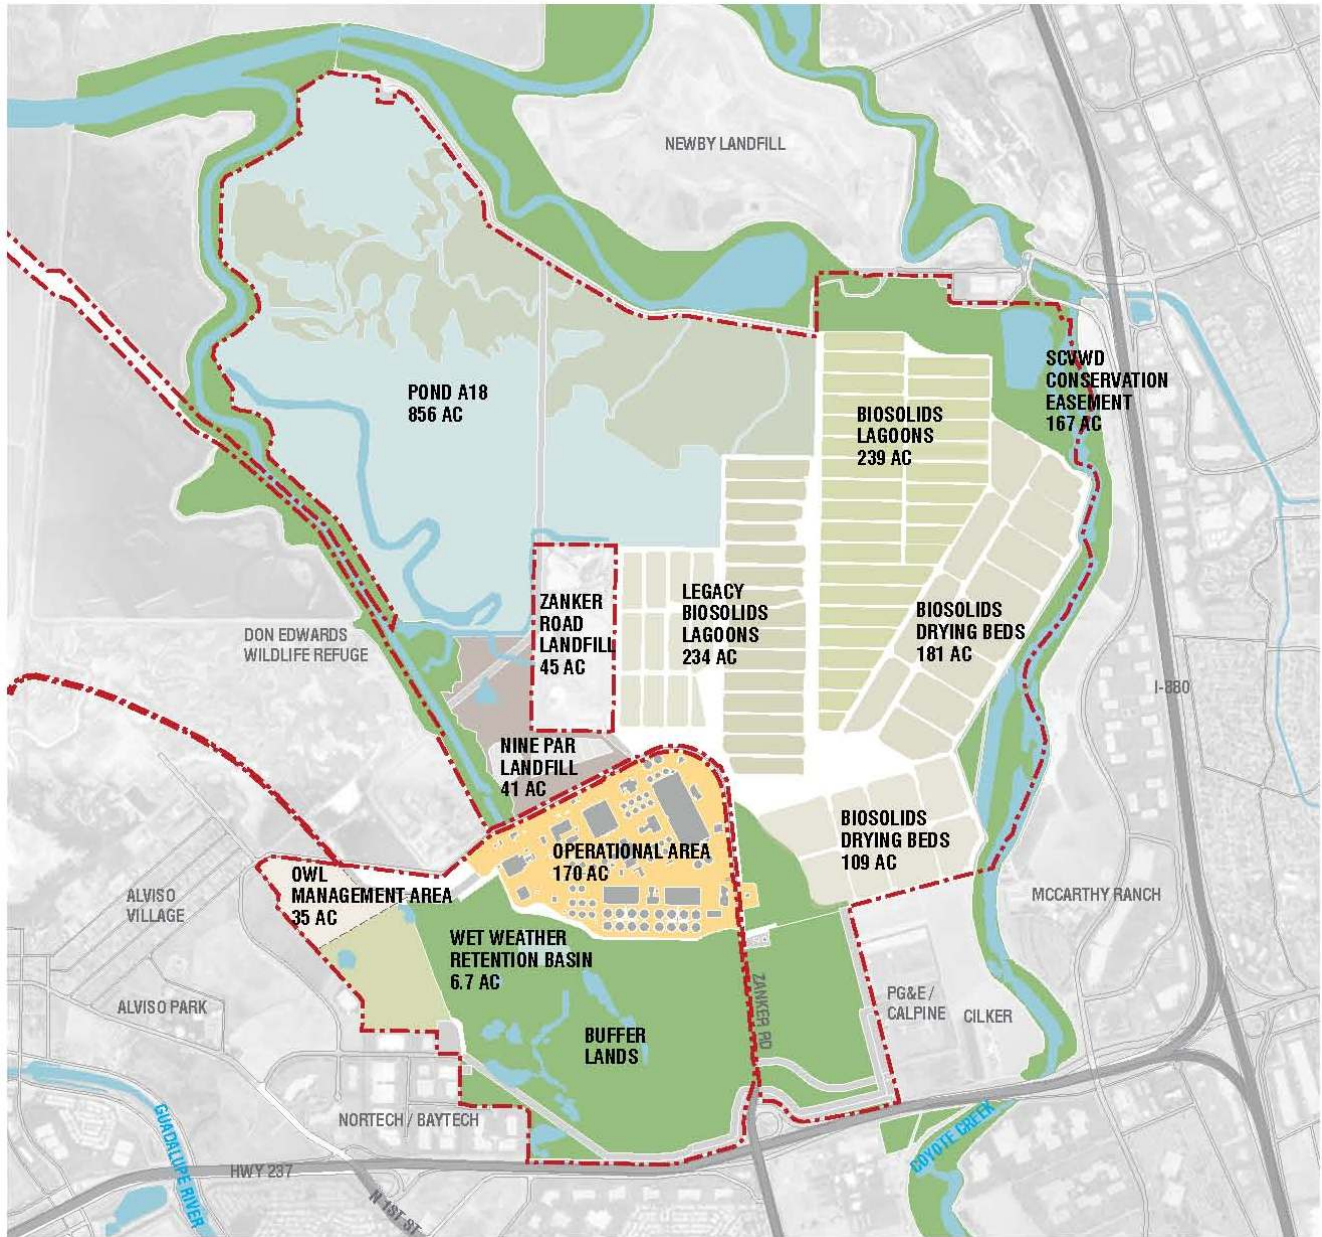 NEWBY LANDFILL
POND A18
856 AC
SCVWD
CONSERVATION
EASEMENT
167 AC
BIOSOLIDS
LAGOONS
239 AC
LEGACY
BIOSOLIDS
LAGOONS
234 AC
ZANKER
ROAD
LANDFILL
45 AC
BIOSOLIDS
DRYING BEDS
181 AC
DON EDWARDS
WILDLIFE REFUGE
I-880
NINE PAR
LANDFILL
41 AC
OPERATIONAL AREA
170 AC
BIOSOLIDS
DRYING BEDS
109 AC
OWL
MANAGEMENT AREA
35 AC
ALVISO
VILLAGE
MCCARTHY RANCH
WET WEATHER
RETENTION BASIN
6.7 AC
ZANKER RD
PG&E /
CALPINE
CILKER
ALVISO PARK
BUFFER
LANDS
NORTECH / BAYTECH
GUADALUPE RIVER
HWY 237
N 1ST ST
COYOTE CREEK